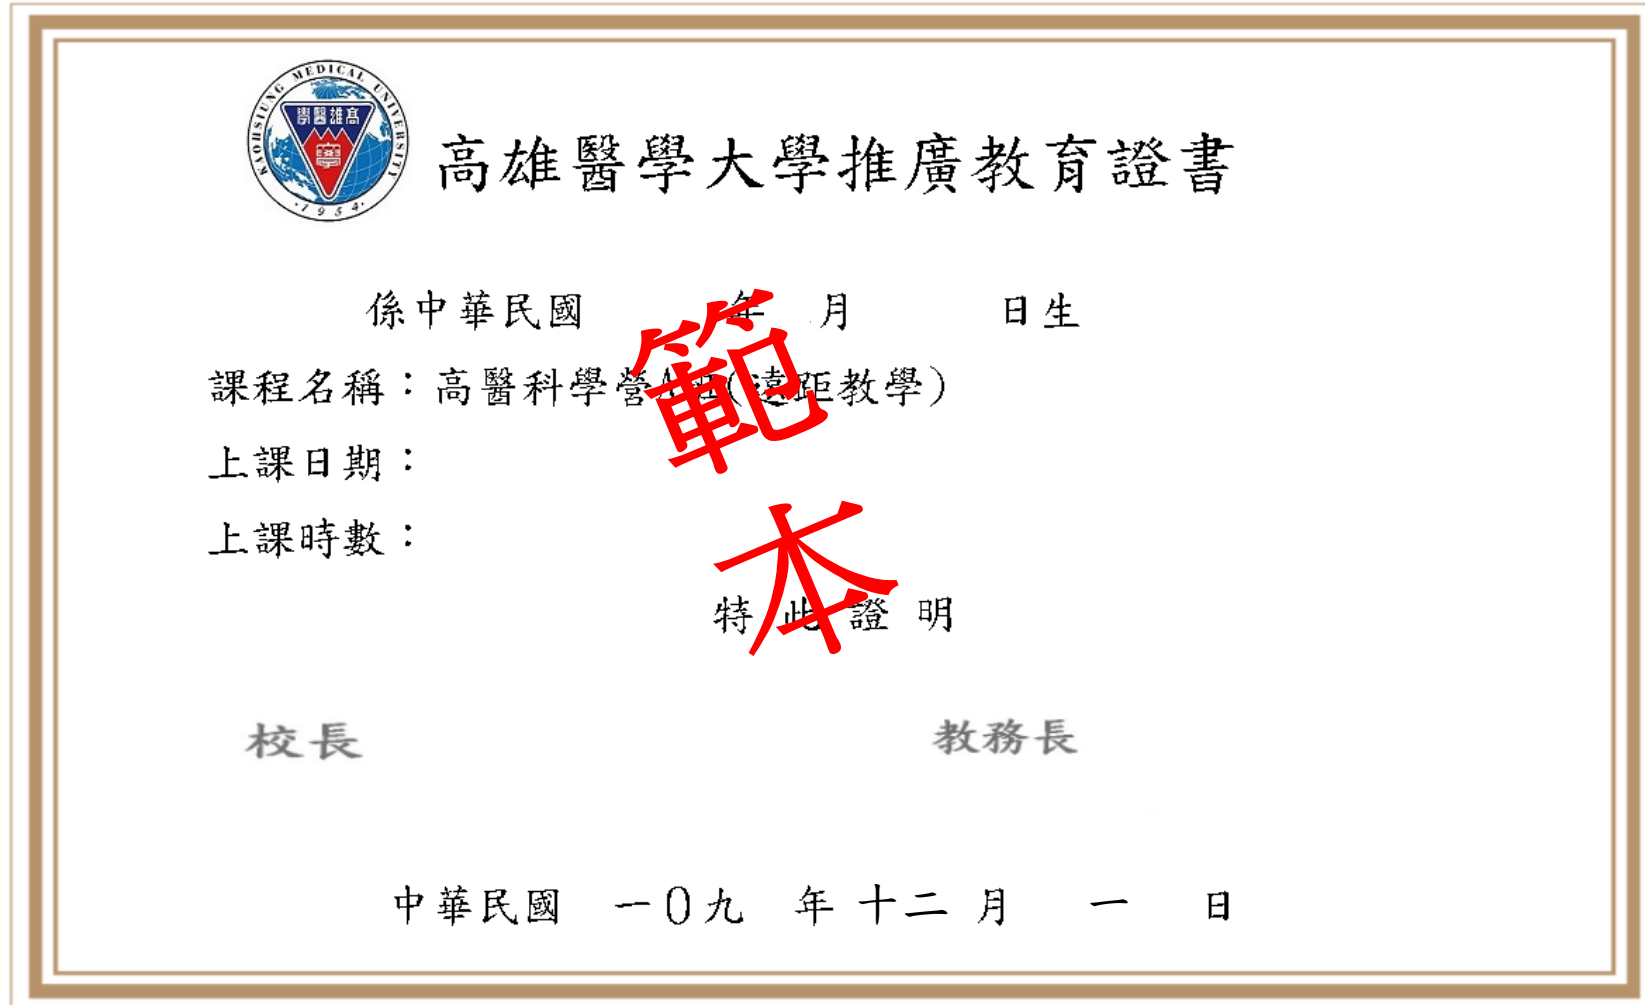 KAOHSIUNG MEDICAL UNIVERSITY
學醫雄高
·1954·
高雄醫學大學推廣教育證書
係中華民國 年 月 日生
課程名稱：高醫科學營A班(遠距教學)
上課日期：
上課時數：
特此證明
範本
校長 教務長
中華民國 一〇九 年 十二 月 一 日